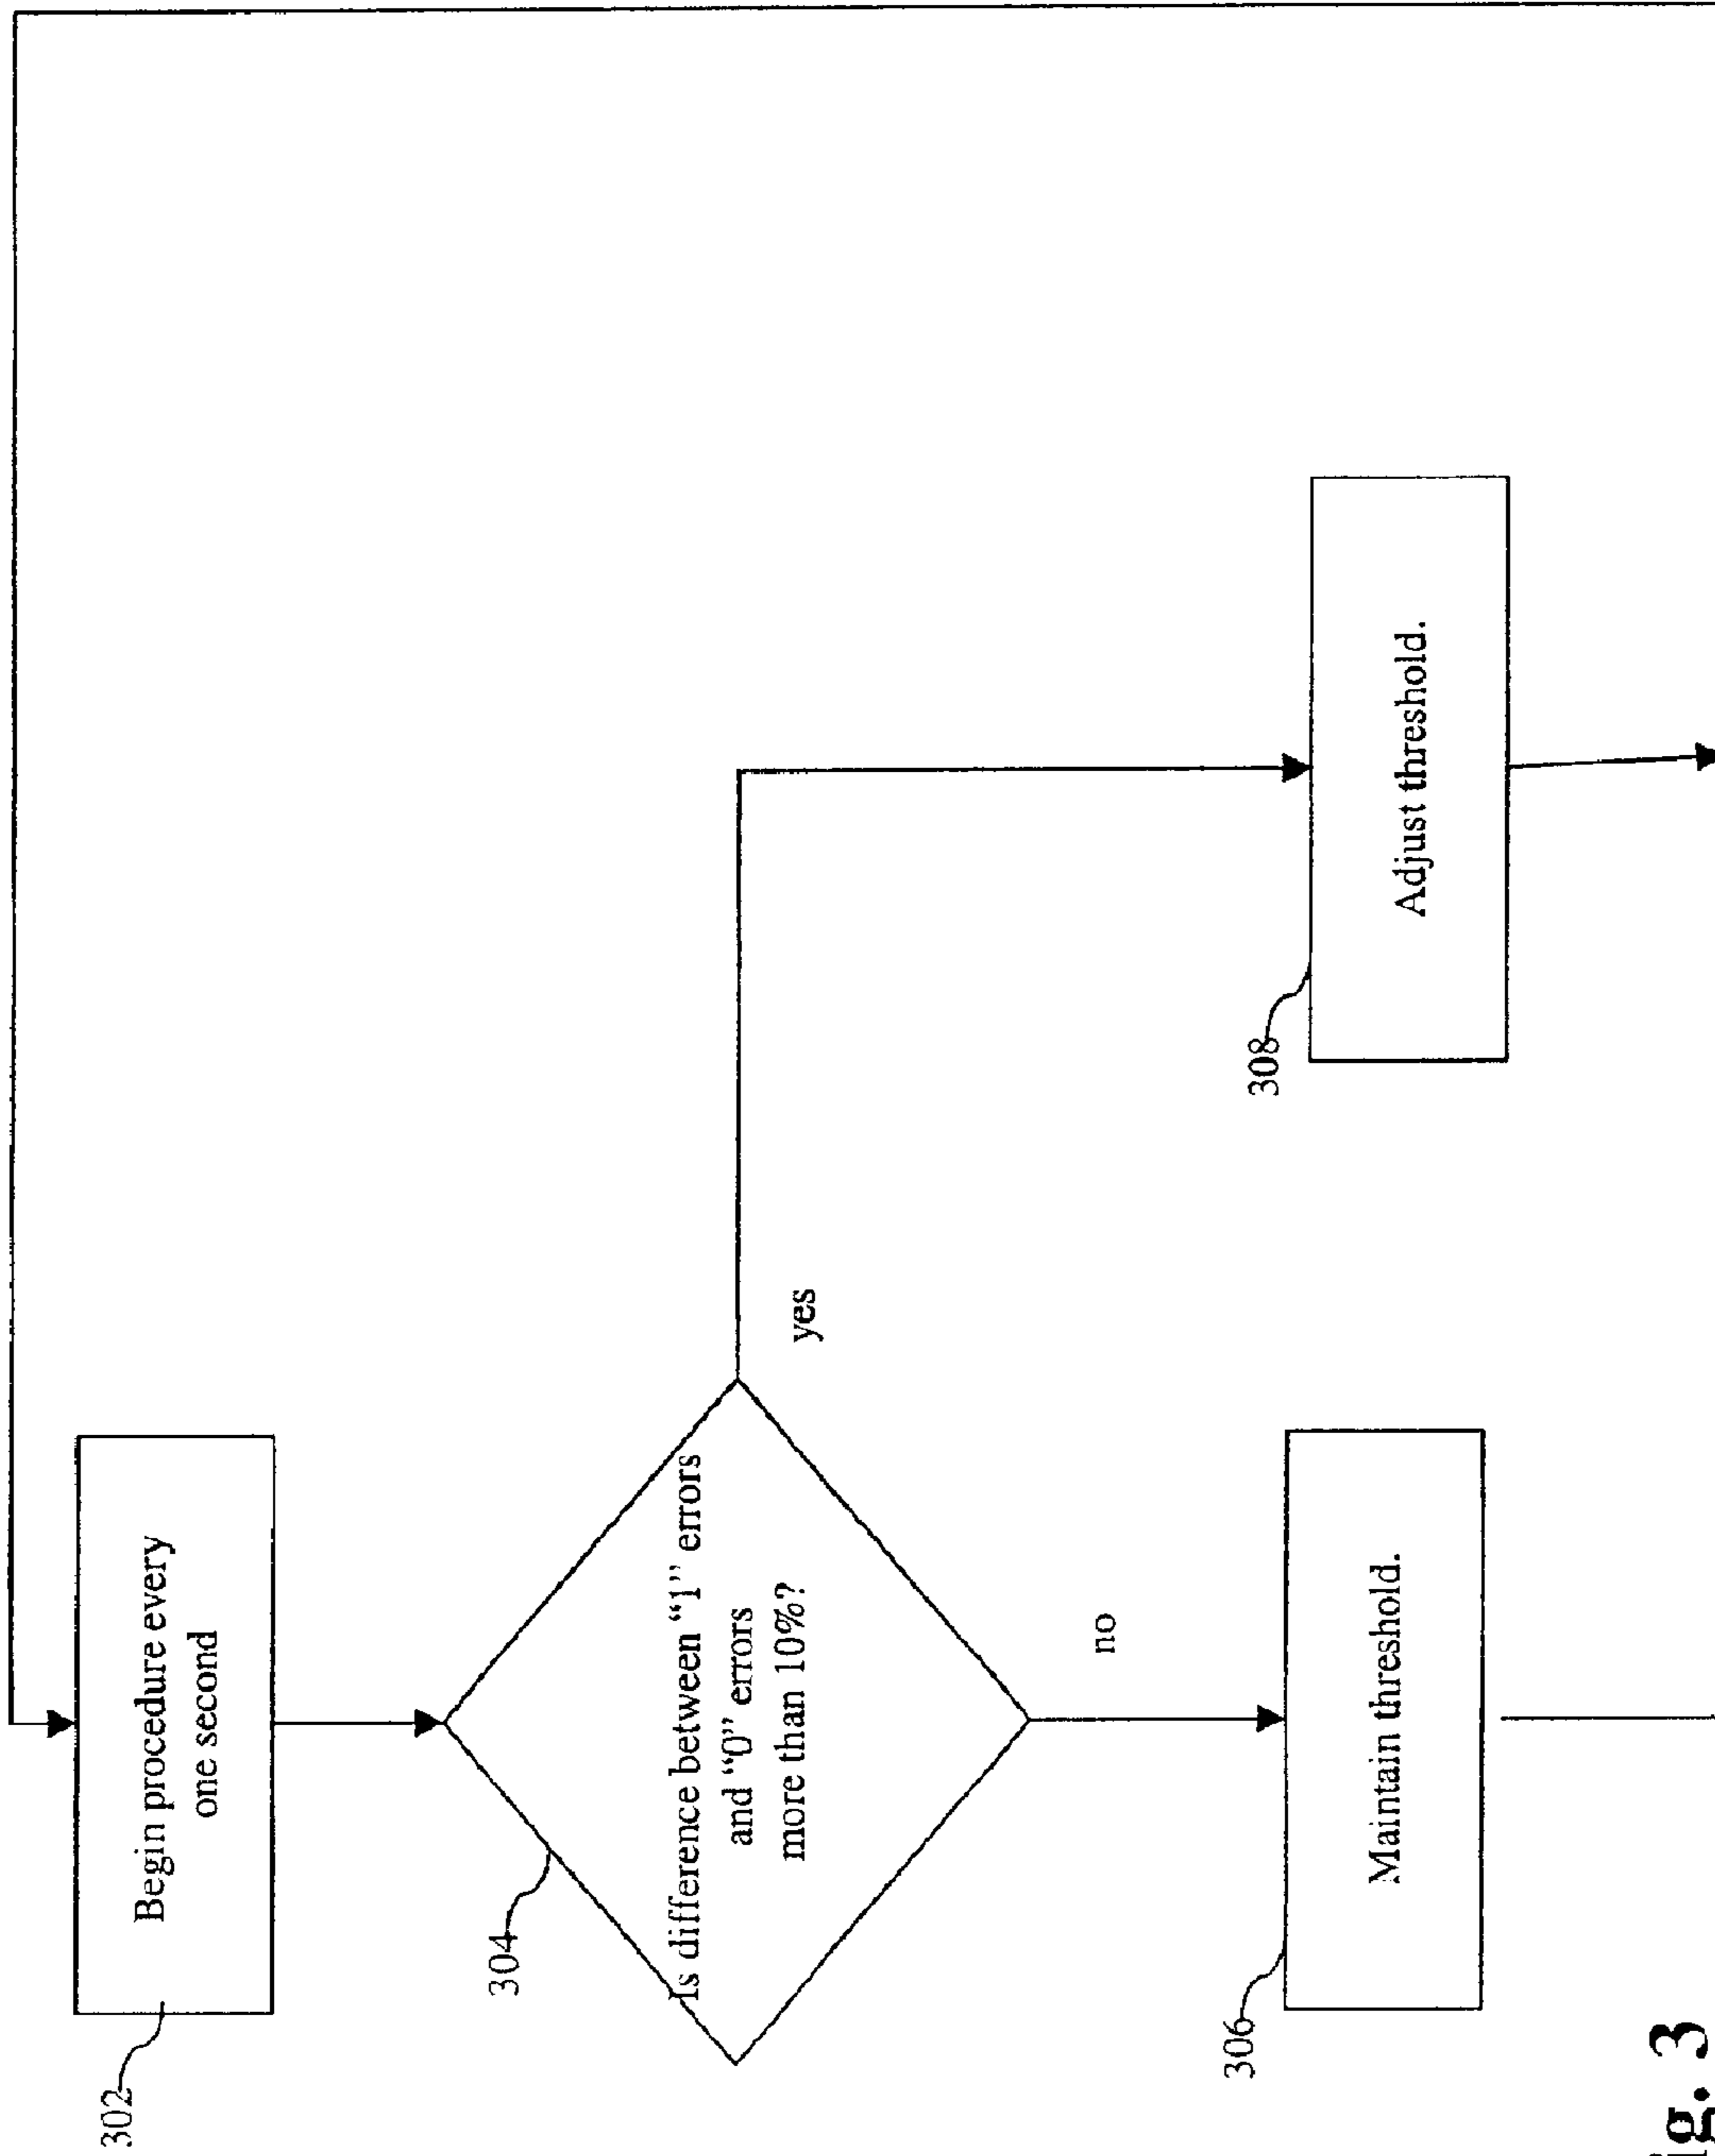 302
Begin procedure every
one second
304
Is difference between “1” errors
and “0” errors
more than 10%?
yes
no
306
Maintain threshold.
308
Adjust threshold.
ig. 3